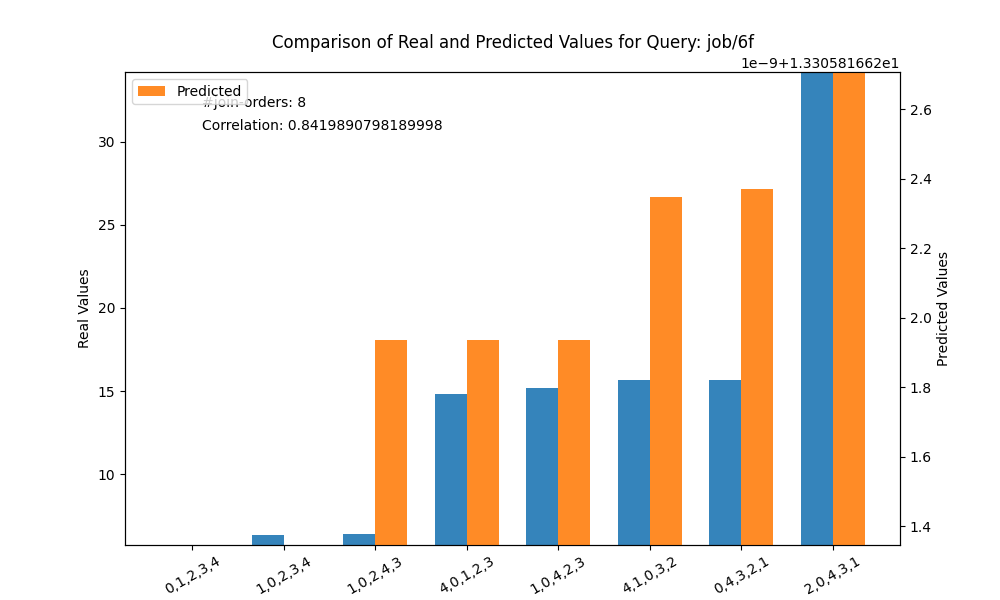 Comparison of Real and Predicted Values for Query: job/6f
1e−9+1.330581662e1
Predicted
#join-orders: 8
Correlation: 0.8419890798189998
30
25
20
15
10
Real Values
2.6
2.4
2.2
2.0
1.8
1.6
1.4
Predicted Values
0,1,2,3,4
1,0,2,3,4
1,0,2,4,3
4,0,1,2,3
1,0,4,2,3
4,1,0,3,2
0,4,3,2,1
2,0,4,3,1